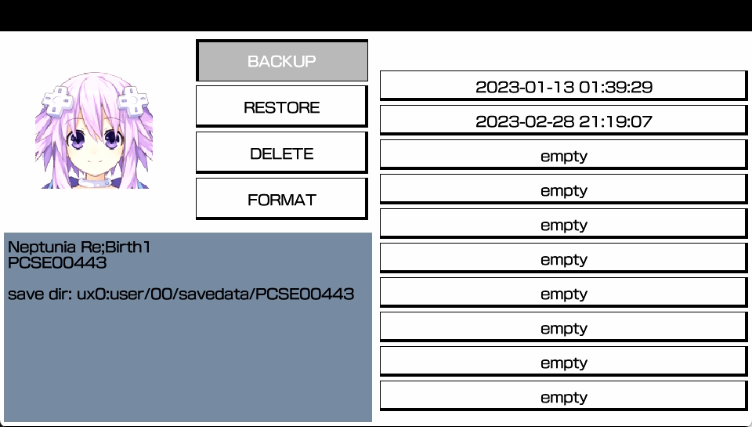 BACKUP
RESTORE
DELETE
FORMAT
Neptunia Re;Birth1
PCSE00443
save dir: ux0:user/00/savedata/PCSE00443
2023-01-13 01:39:29
2023-02-28 21:19:07
empty
empty
empty
empty
empty
empty
empty
empty